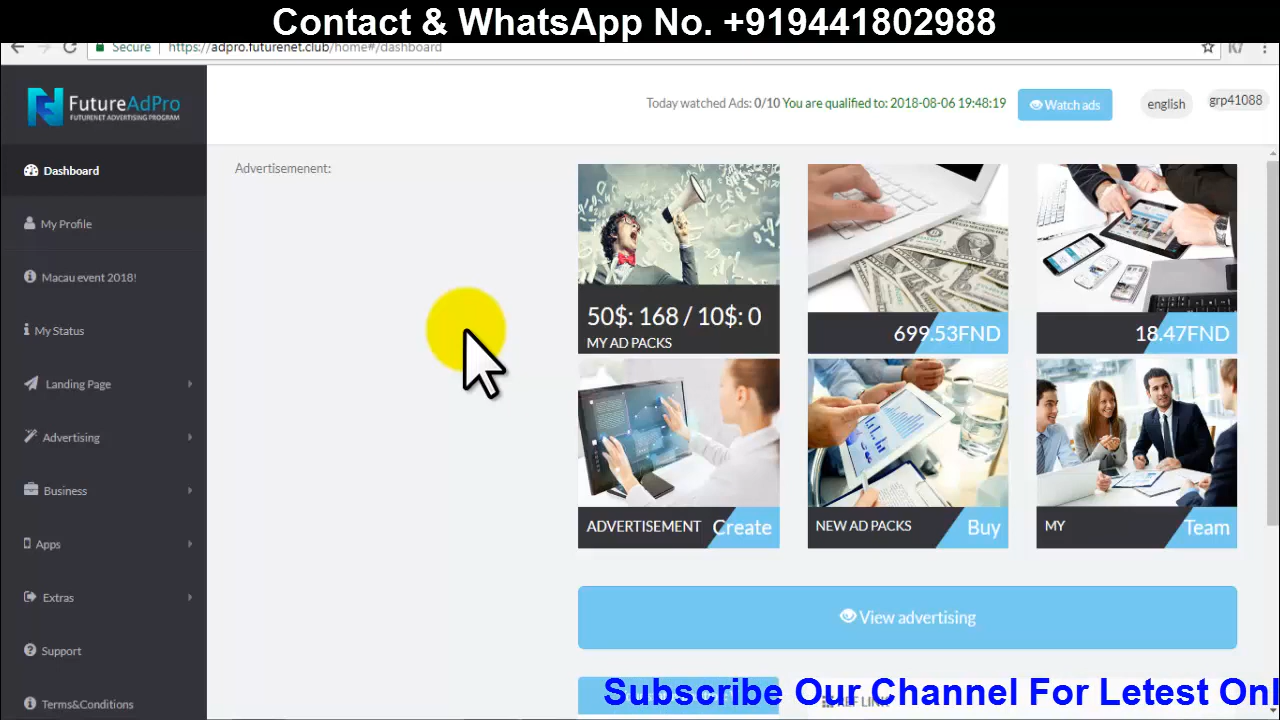 Contact & WhatsApp No. +919441802988
Secure
https://adpro.futurenet.club/home#/dashboard
FutureAdPro
FUTURENET ADVERTISING PROGRAM
Today watched Ads: 0/10 You are qualified to: 2018-08-06 19:48:19
Watch ads
english
grp41088
Dashboard
My Profile
Macau event 2018!
My Status
Landing Page
Advertising
Business
Apps
Extras
Support
Terms&Conditions
Advertisemenent:
50$: 168 / 10$: 0
MY AD PACKS
699.53FND
18.47FND
ADVERTISEMENT Create
NEW AD PACKS Buy
MY Team
View advertising
REF LINK
Subscribe Our Channel For Letest Onl